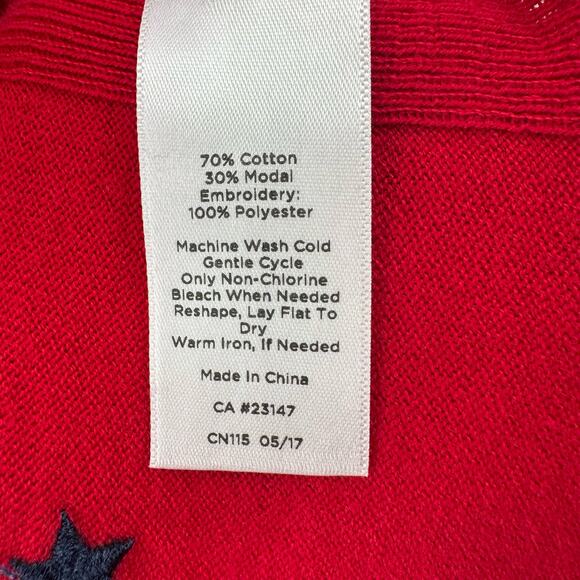 70% Cotton
30% Modal
Embroidery:
100% Polyester
Machine Wash Cold
Gentle Cycle
Only Non-Chlorine
Bleach When Needed
Reshape, Lay Flat To
Dry
Warm Iron, If Needed
Made In China
CA #23147
CN115 05/17